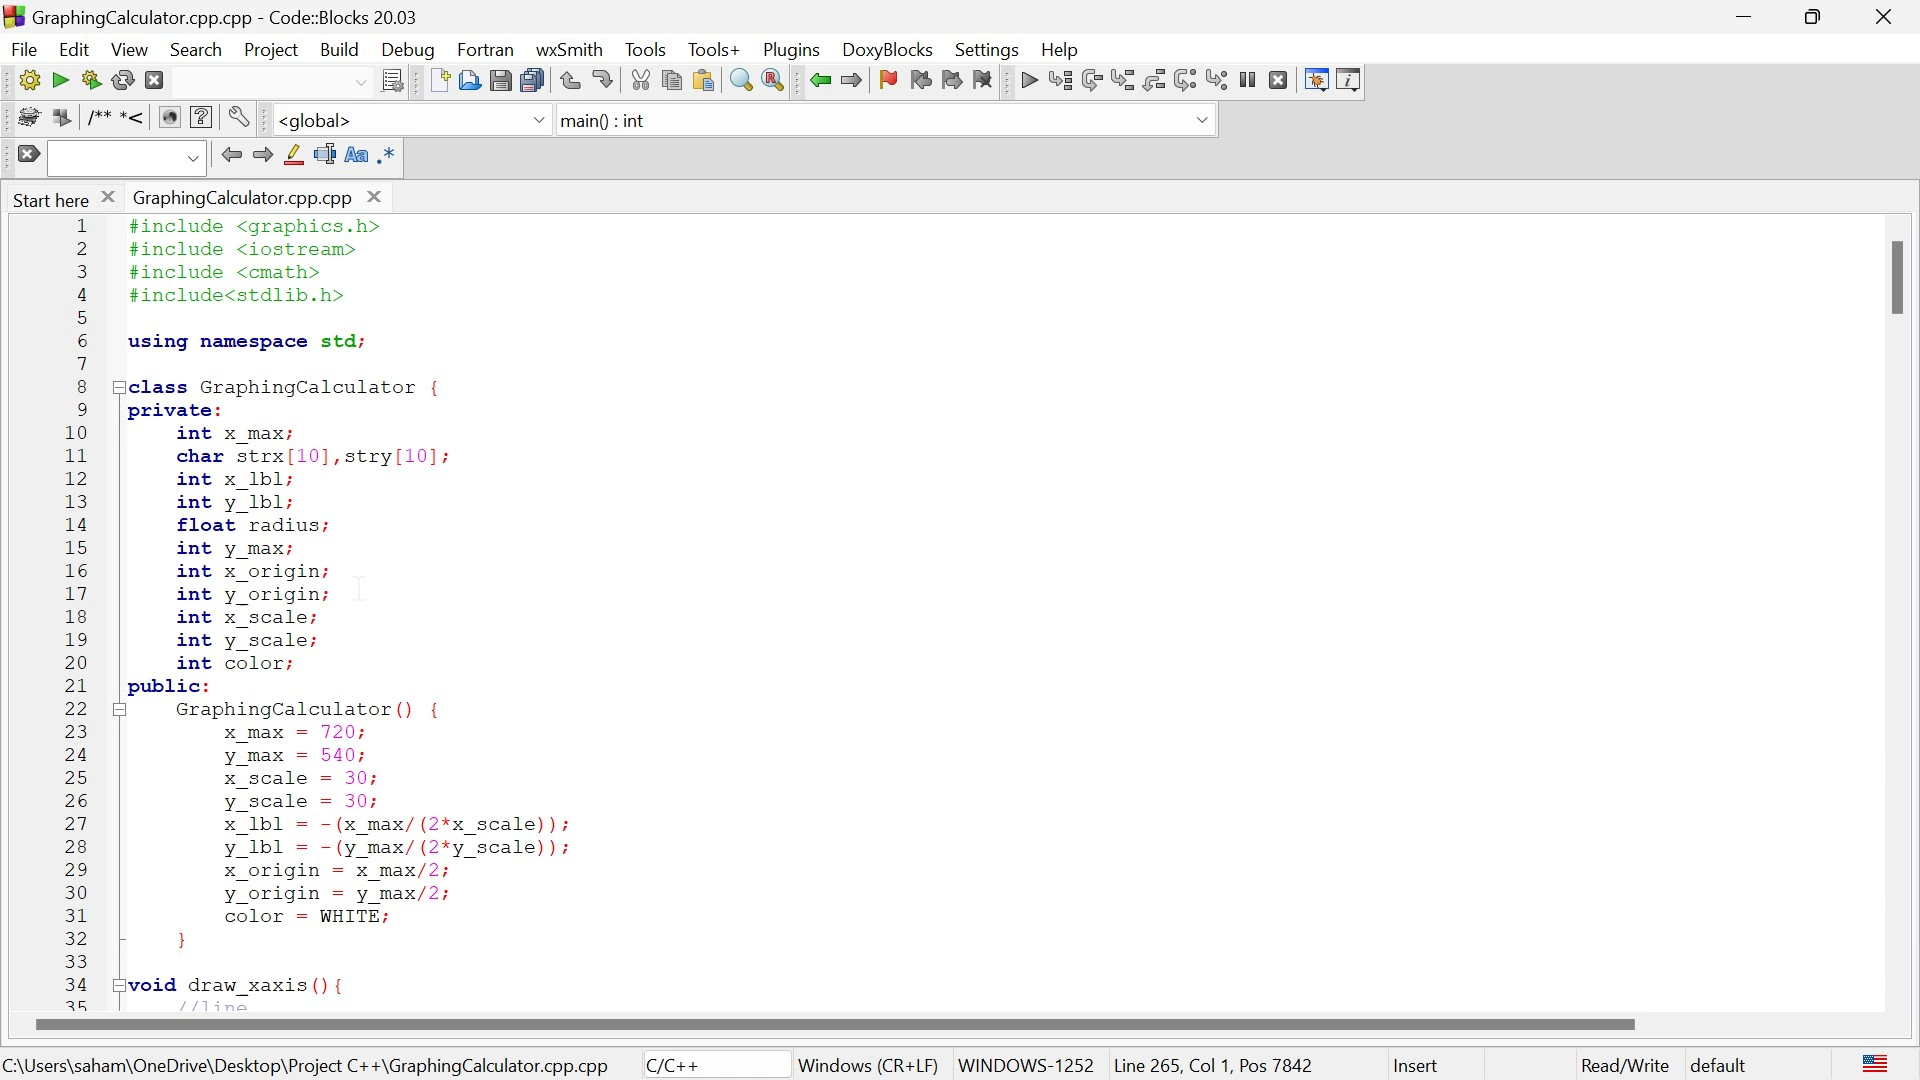 GraphingCalculator.cpp.cpp - Code::Blocks 20.03
File Edit View Search Project Build Debug Fortran wxSmith Tools Tools+ Plugins DoxyBlocks Settings Help
/** *<
<global> main() : int
Aa .*
Start here GraphingCalculator.cpp.cpp
1 #include <graphics.h>
2 #include <iostream>
3 #include <cmath>
4 #include<stdlib.h>
5
6 using namespace std;
7
8 class GraphingCalculator {
9 private:
10 int x_max;
11 char strx[10],stry[10];
12 int x_lbl;
13 int y_lbl;
14 float radius;
15 int y_max;
16 int x_origin;
17 int y_origin;
18 int x_scale;
19 int y_scale;
20 int color;
21 public:
22 GraphingCalculator() {
23 x_max = 720;
24 y_max = 540;
25 x_scale = 30;
26 y_scale = 30;
27 x_lbl = -(x_max/(2*x_scale));
28 y_lbl = -(y_max/(2*y_scale));
29 x_origin = x_max/2;
30 y_origin = y_max/2;
31 color = WHITE;
32 }
33
34 void draw_xaxis(){
35 //line
C:\Users\saham\OneDrive\Desktop\Project C++\GraphingCalculator.cpp.cpp C/C++ Windows (CR+LF) WINDOWS-1252 Line 265, Col 1, Pos 7842 Insert Read/Write default